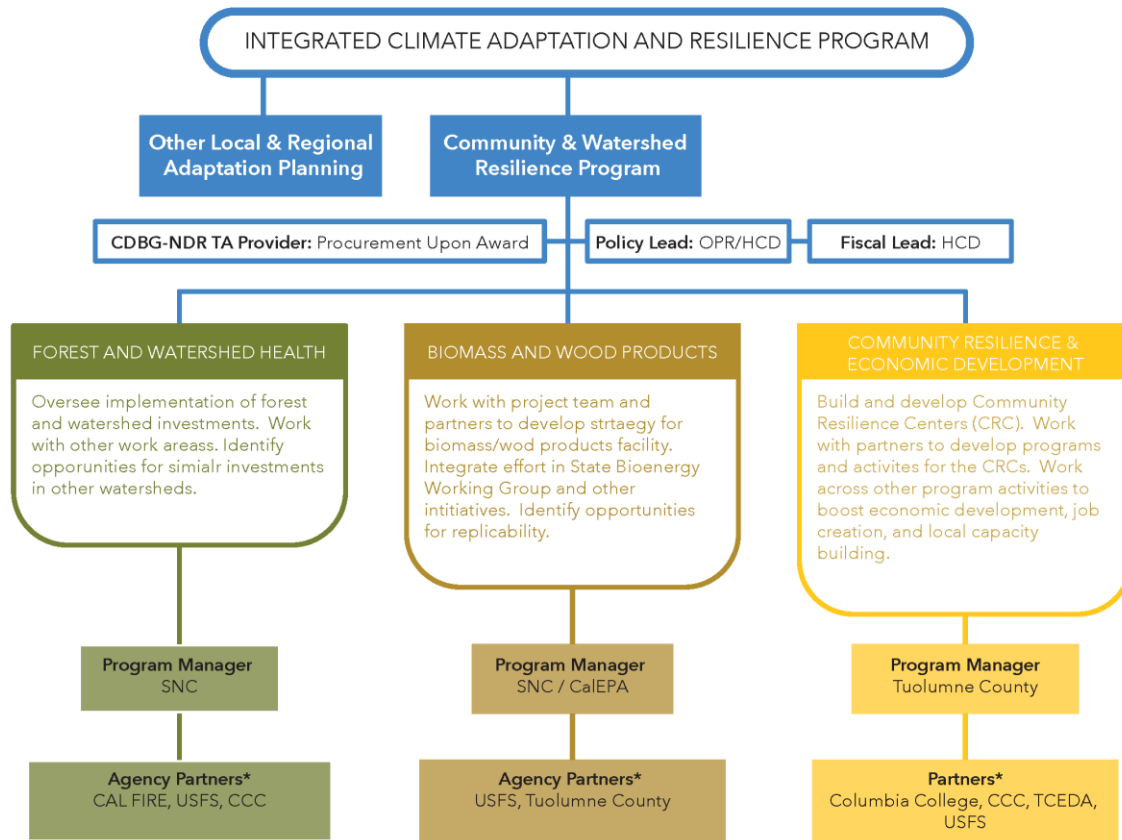 INTEGRATED CLIMATE ADAPTATION AND RESILIENCE PROGRAM
Other Local & Regional
Adaptation Planning
Community & Watershed
Resilience Program
CDBG-NDR TA Provider: Procurement Upon Award
Policy Lead: OPR/HCD
Fiscal Lead: HCD
FOREST AND WATERSHED HEALTH
Oversee implementation of forest
and watershed investments. Work
with other work areass. Identify
opporunities for simialr investments
in other watersheds.
Program Manager
SNC
Agency Partners*
CAL FIRE, USFS, CCC
BIOMASS AND WOOD PRODUCTS
Work with project team and
partners to develop strtaegy for
biomass/wod products facility.
Integrate effort in State Bioenergy
Working Group and other
intitiatives. Identify opportunities
for replicability.
Program Manager
SNC / CalEPA
Agency Partners*
USFS, Tuolumne County
COMMUNITY RESILIENCE &
ECONOMIC DEVELOPMENT
Build and develop Community
Resilience Centers (CRC). Work
with partners to develop programs
and activites for the CRCs. Work
across other program activities to
boost economic development, job
creation, and local capacity
building.
Program Manager
Tuolumne County
Partners*
Columbia College, CCC, TCEDA,
USFS